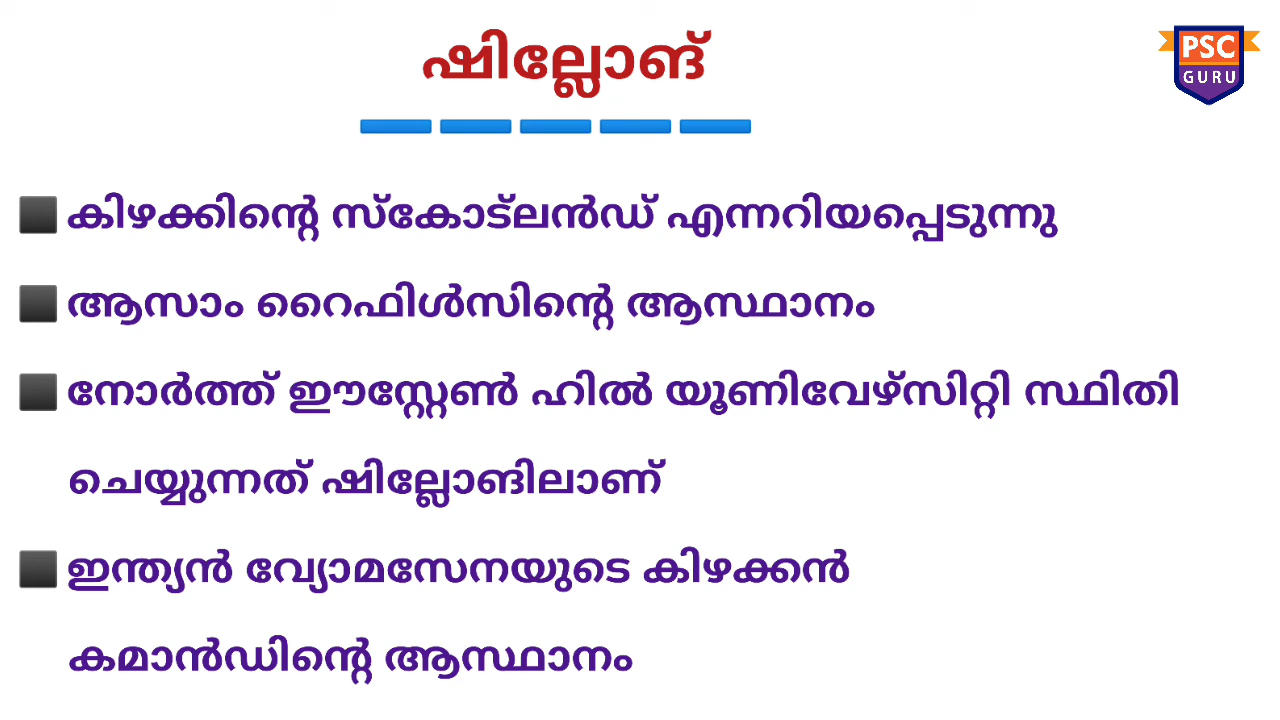 ഷില്ലോങ്
PSC
GURU
കിഴക്കിന്റെ സ്കോട്ലൻഡ് എന്നറിയപ്പെടുന്നു
ആസാം റൈഫിൾസിന്റെ ആസ്ഥാനം
നോർത്ത് ഈസ്റ്റേൺ ഹിൽ യൂണിവേഴ്സിറ്റി സ്ഥിതി
ചെയ്യുന്നത് ഷില്ലോങിലാണ്
ഇന്ത്യൻ വ്യോമസേനയുടെ കിഴക്കൻ
കമാൻഡിന്റെ ആസ്ഥാനം